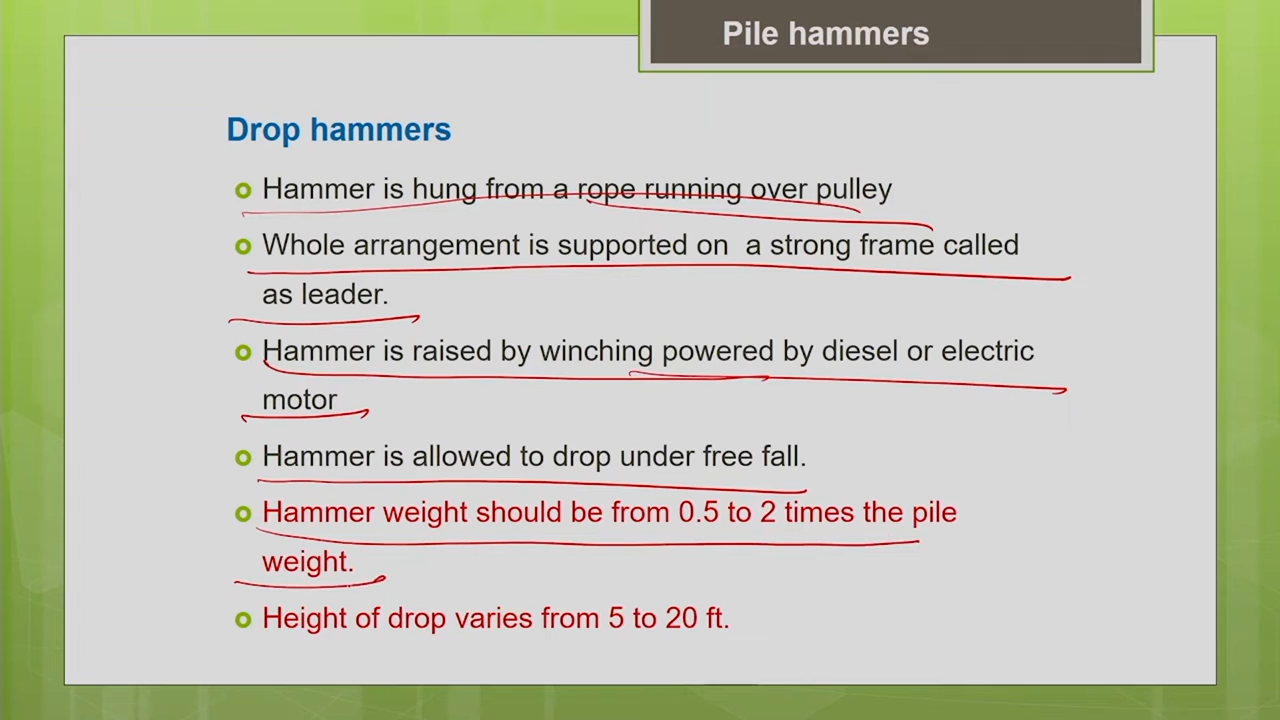 Pile hammers
Drop hammers
Hammer is hung from a rope running over pulley
Whole arrangement is supported on a strong frame called
as leader.
Hammer is raised by winching powered by diesel or electric
motor
Hammer is allowed to drop under free fall.
Hammer weight should be from 0.5 to 2 times the pile
weight.
Height of drop varies from 5 to 20 ft.